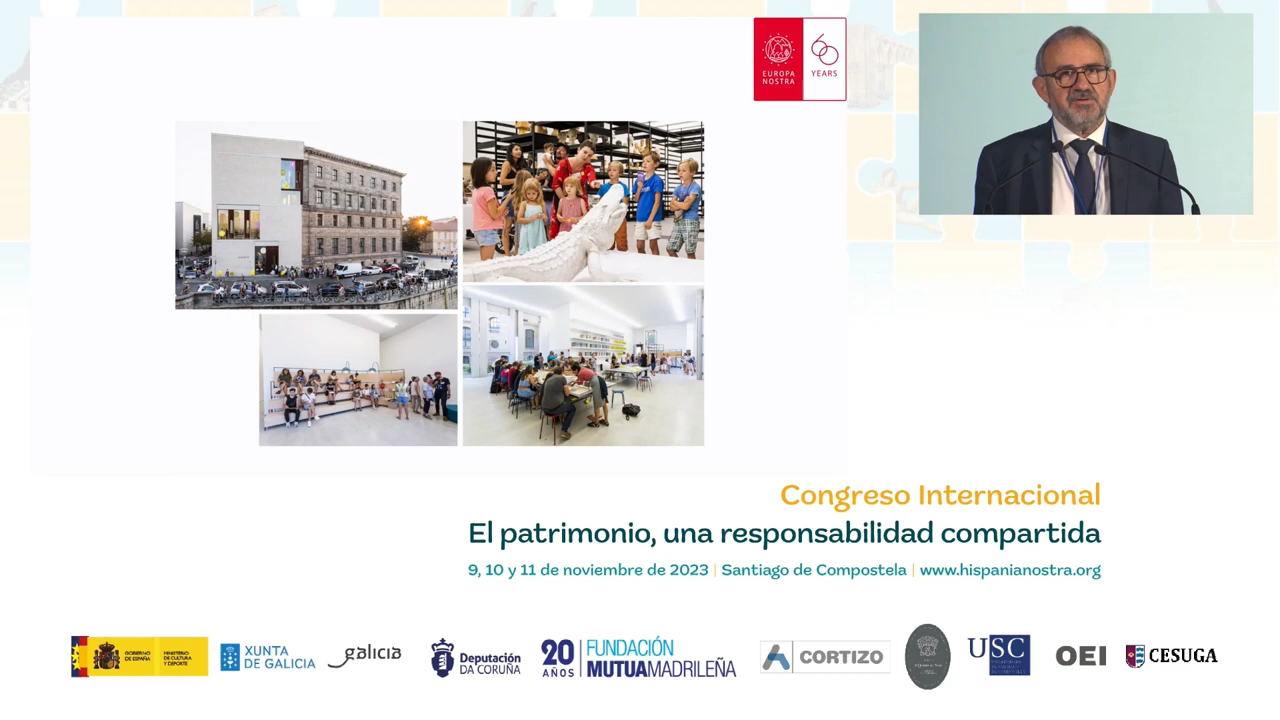 EUROPA
NOSTRA
60
YEARS
Congreso Internacional
El patrimonio, una responsabilidad compartida
9, 10 y 11 de noviembre de 2023 | Santiago de Compostela | www.hispanianostra.org
GOBIERNO
DE ESPAÑA
MINISTERIO
DE CULTURA
Y DEPORTE
XUNTA
DE GALICIA
galicia
Deputación
DA CORUÑA
20
AÑOS
FUNDACIÓN
MUTUAMADRILEÑA
CORTIZO
USC
OEI
CESUGA